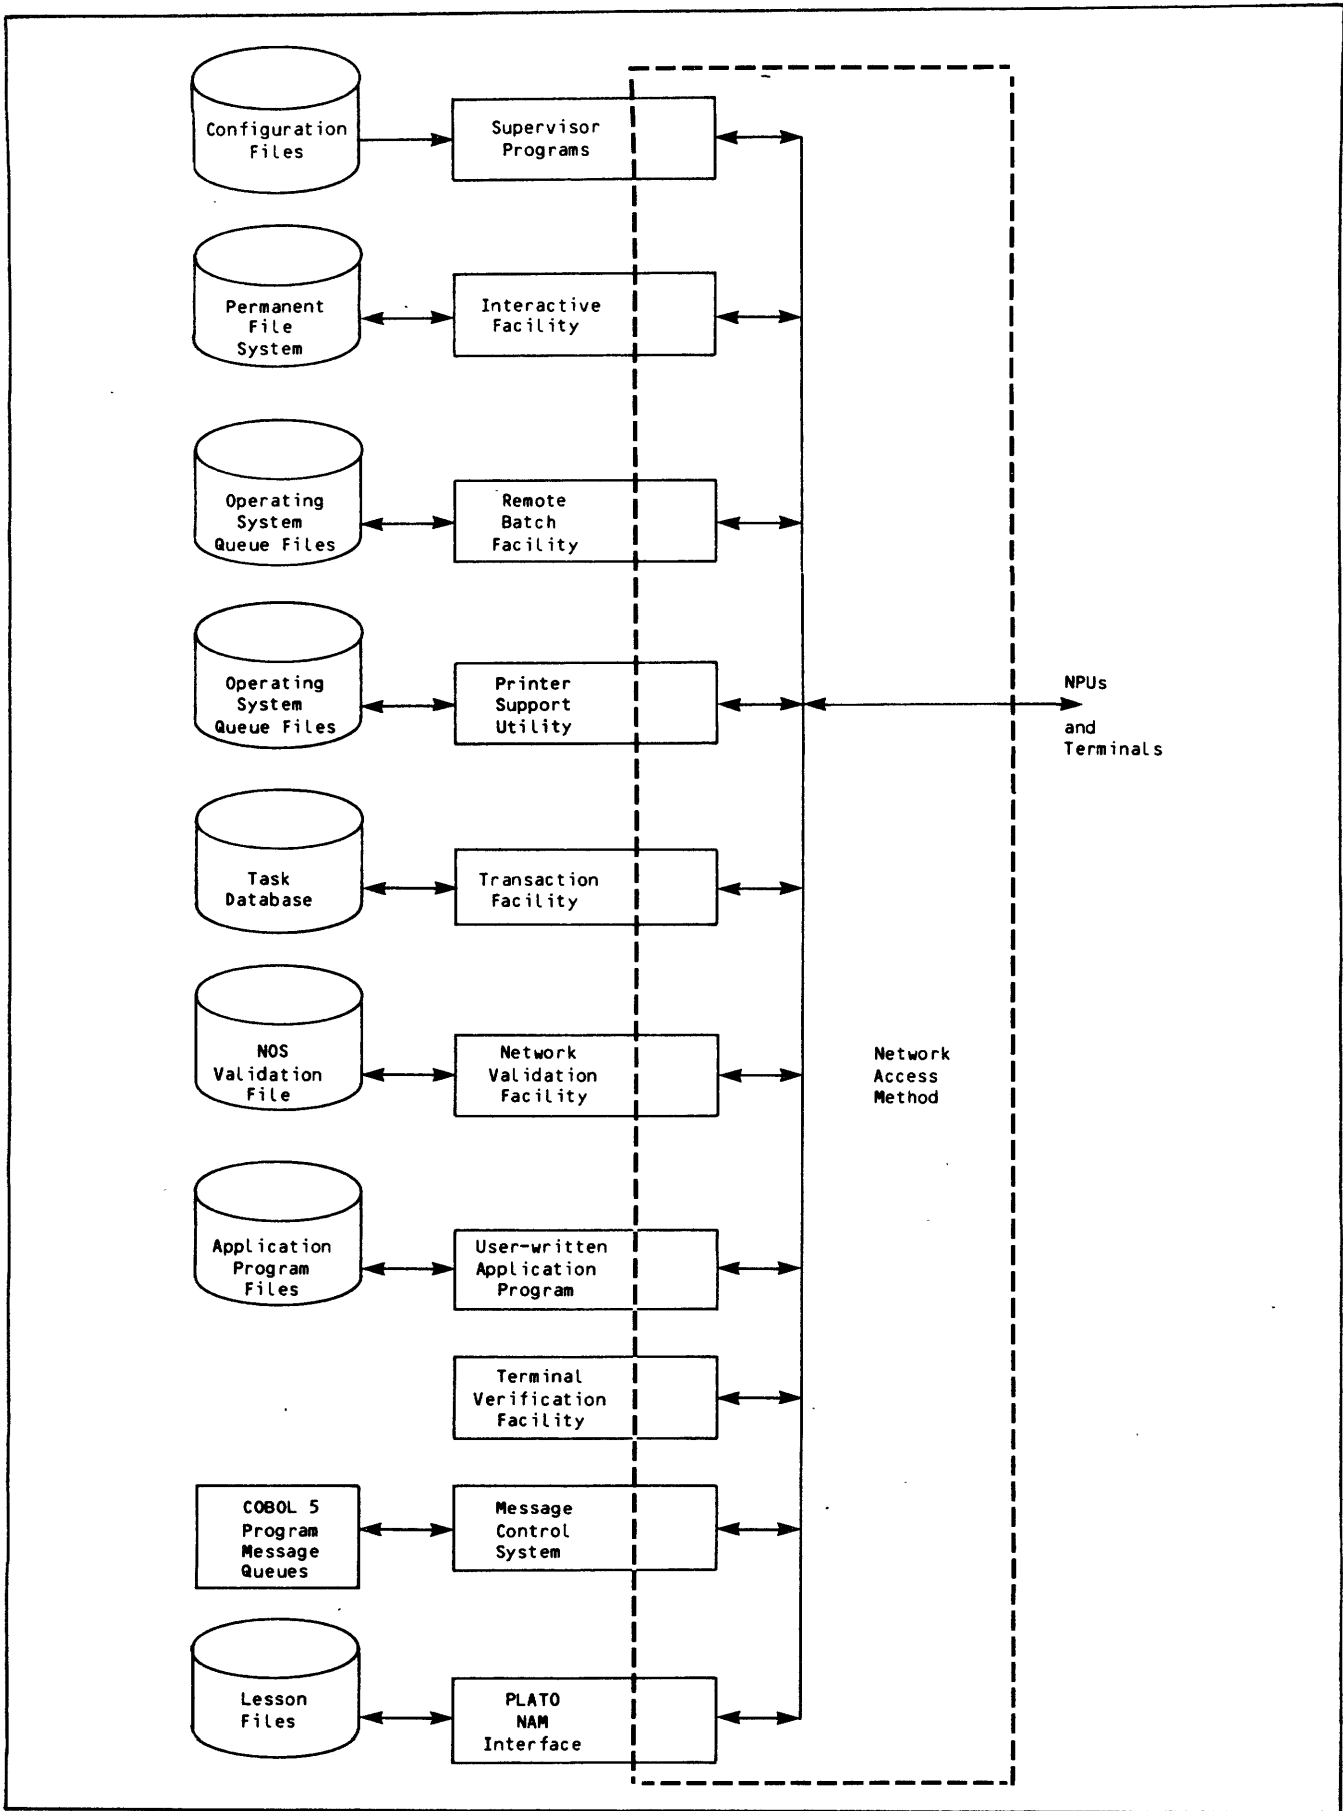 Configuration
Files
Supervisor
Programs
Permanent
File
System
Interactive
Facility
Operating
System
Queue Files
Remote
Batch
Facility
Operating
System
Queue Files
Printer
Support
Utility
NPUs
and
Terminals
Task
Database
Transaction
Facility
NOS
Validation
File
Network
Validation
Facility
Network
Access
Method
Application
Program
Files
User-written
Application
Program
Terminal
Verification
Facility
COBOL 5
Program
Message
Queues
Message
Control
System
Lesson
Files
PLATO
NAM
Interface